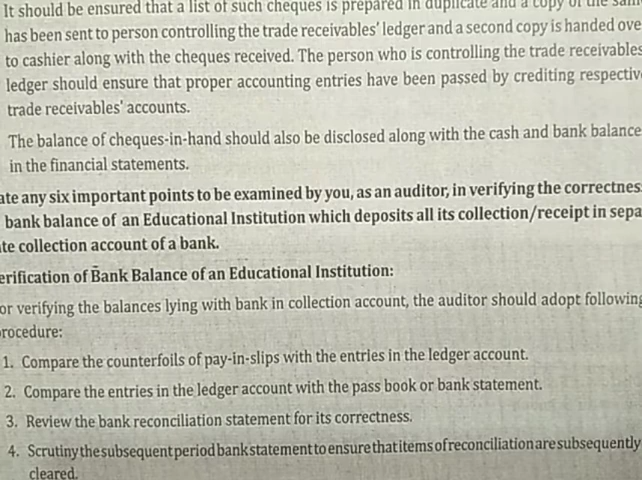 It should be ensured that a list of such cheques is prepared in duplicate and a copy of the sam
has been sent to person controlling the trade receivables' ledger and a second copy is handed ove
to cashier along with the cheques received. The person who is controlling the trade receivables
ledger should ensure that proper accounting entries have been passed by crediting respectiv
trade receivables' accounts.
The balance of cheques-in-hand should also be disclosed along with the cash and bank balance
in the financial statements.
ate any six important points to be examined by you, as an auditor, in verifying the correctnes
bank balance of an Educational Institution which deposits all its collection/receipt in sepa
te collection account of a bank.
erification of Bank Balance of an Educational Institution:
or verifying the balances lying with bank in collection account, the auditor should adopt following
rocedure:
1. Compare the counterfoils of pay-in-slips with the entries in the ledger account.
2. Compare the entries in the ledger account with the pass book or bank statement.
3. Review the bank reconciliation statement for its correctness.
4. Scrutiny the subsequent period bank statement to ensure that items of reconciliation are subsequently
cleared.